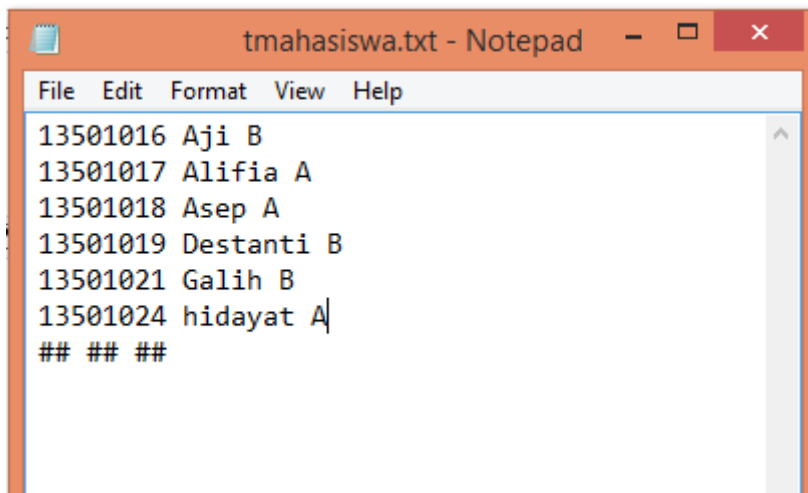 tmahasiswa.txt - Notepad
File Edit Format View Help
13501016 Aji B
13501017 Alifia A
13501018 Asep A
13501019 Destanti B
13501021 Galih B
13501024 hidayat A
## ## ##